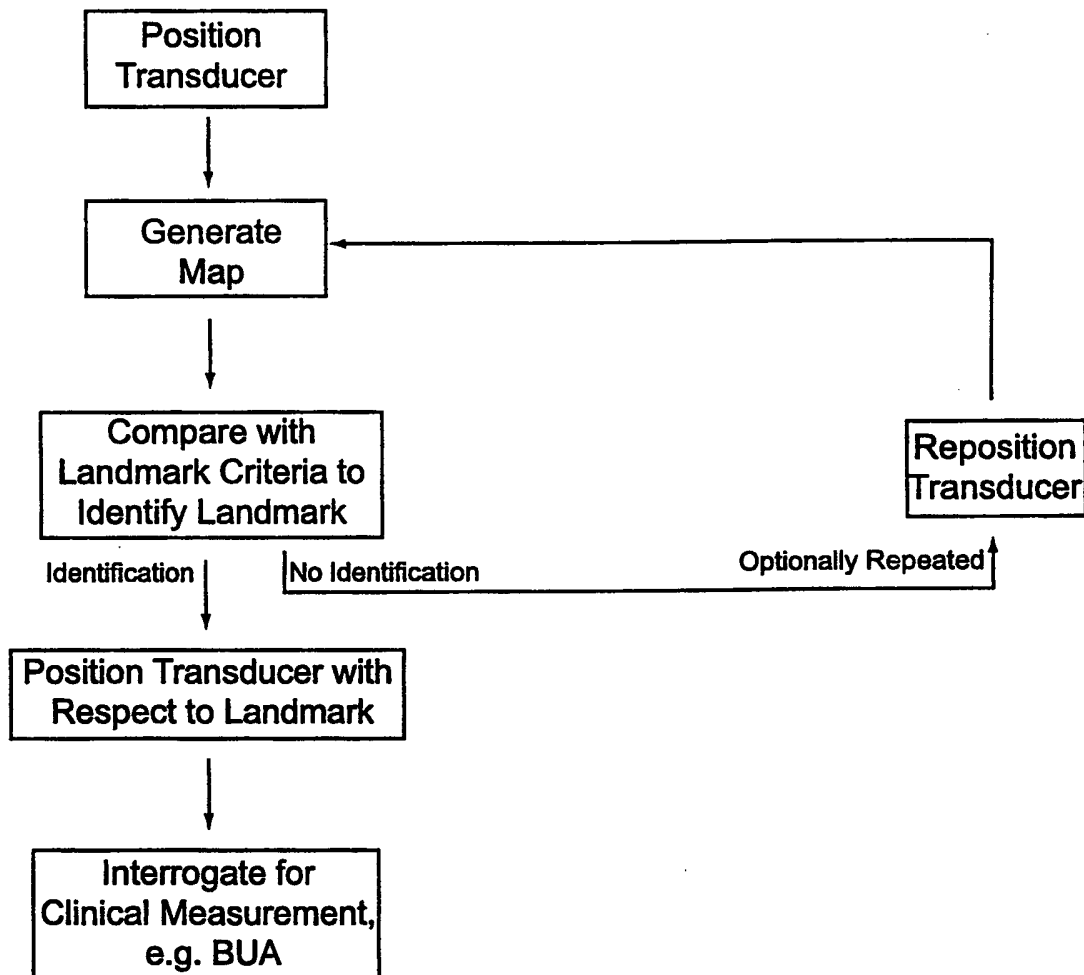 Position
Transducer
Generate
Map
Compare with
Landmark Criteria to
Identify Landmark
Reposition
Transducer
Identification
No Identification
Optionally Repeated
Position Transducer with
Respect to Landmark
Interrogate for
Clinical Measurement,
e.g. BUA